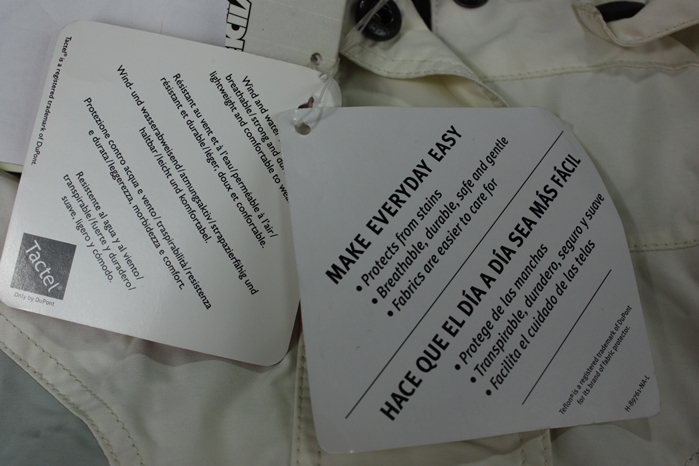 Tactel® is a registered trademark of DuPont.
Wind and
breathable/strong and
lightweight and comfortable to
Résistant au vent et à l'eau/perméable à l'air/
résistant et durable/léger, doux et confortable.
Wind- und wasserabweisend/atmungsaktiv/strapazierfähig und
haltbar/leicht und komfortabel.
Protezione contro acqua e vento/traspirabilità/resistenza
e durata/leggerezza, morbidezza e comfort.
Resistente al agua y al viento/
transpirable/fuerte y duradero/
suave, ligero y cómodo.
Tactel®
Only by DuPont
MAKE EVERYDAY EASY
• Protects from stains
• Breathable, durable, safe and gentle
• Fabrics are easier to care for
HACE QUE EL DÍA A DÍA SEA MÁS FÁCIL
• Protege de las manchas
• Transpirable, duradero, seguro y suave
• Facilita el cuidado de las telas
Teflon® is a registered trademark of DuPont
for its brand of fabric protector.
H-89761-NA-L